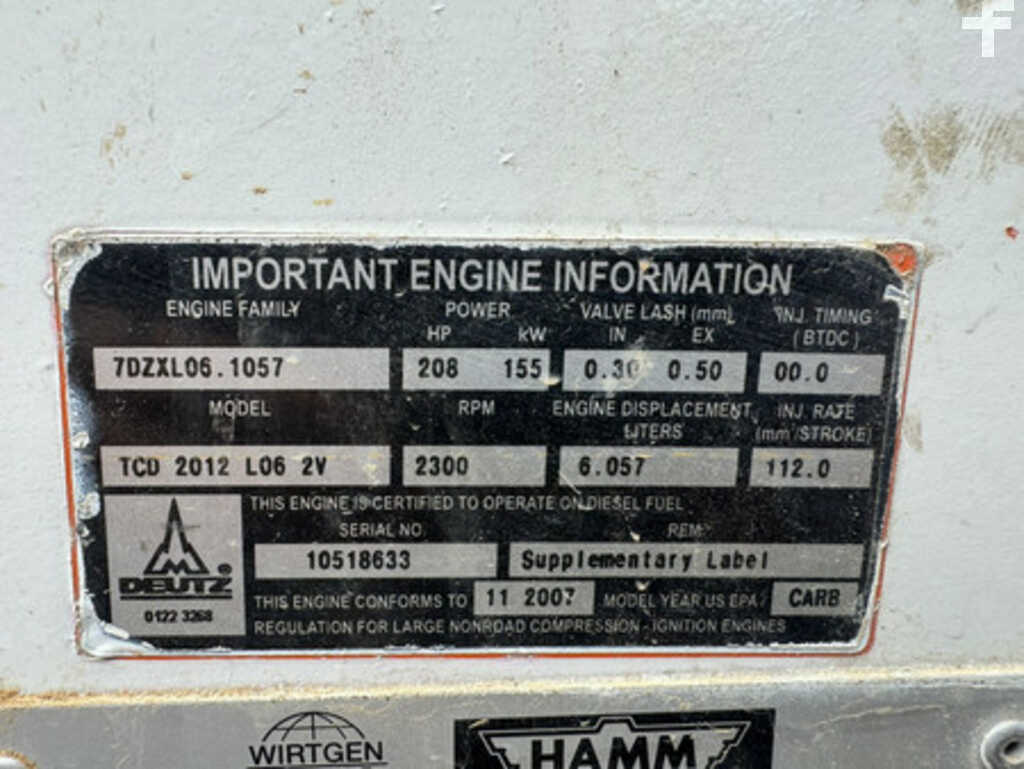 f
IMPORTANT ENGINE INFORMATION
ENGINE FAMILY POWER VALVE LASH (mm) INJ. TIMING
HP kW IN EX (BTDC)
7DZXL06.1057 208 155 0.30 0.50 00.0
MODEL RPM ENGINE DISPLACEMENT INJ. RATE
LITERS (mm /STROKE)
TCD 2012 L06 2V 2300 6.057 112.0
THIS ENGINE IS CERTIFIED TO OPERATE ON DIESEL FUEL
SERIAL NO. REM.
10518633 Supplementary Label
DEUTZ®
0122 3268
THIS ENGINE CONFORMS TO 11 2007 MODEL YEAR US EPA / CARB
REGULATION FOR LARGE NONROAD COMPRESSION - IGNITION ENGINES
WIRTGEN HAMM